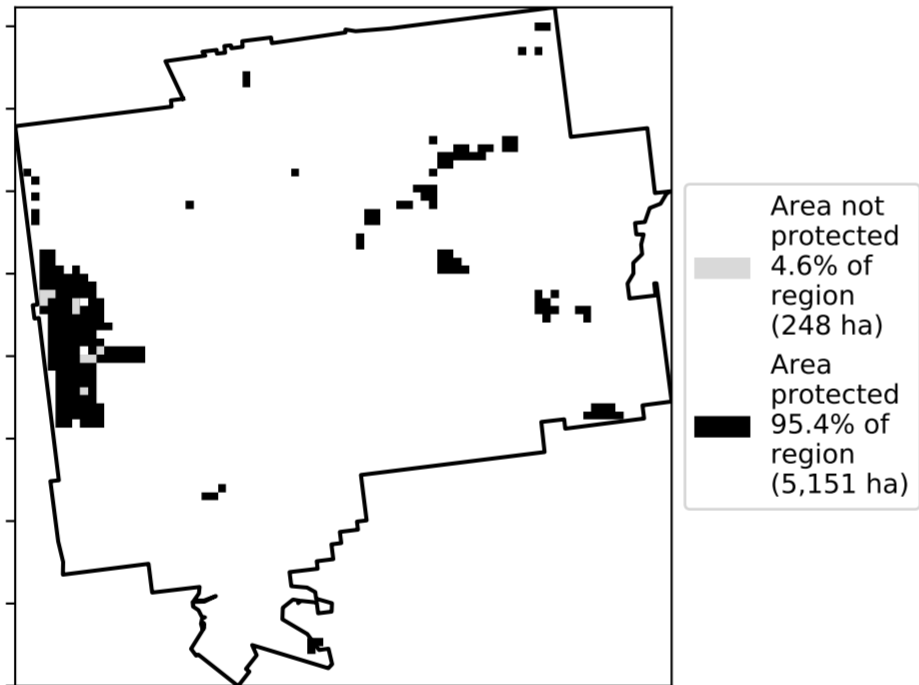 Area not
protected
4.6% of
region
(248 ha)
Area
protected
95.4% of
region
(5,151 ha)